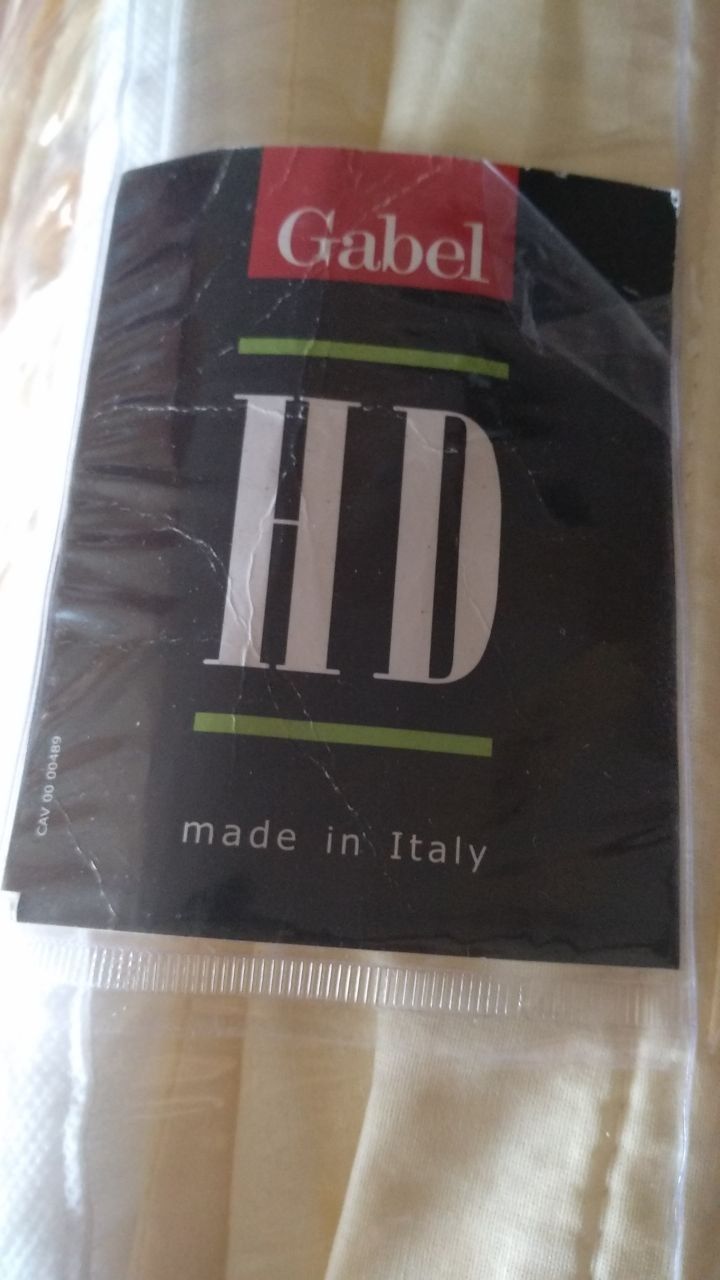 Gabel
HD
CAV 00 00489
made in Italy